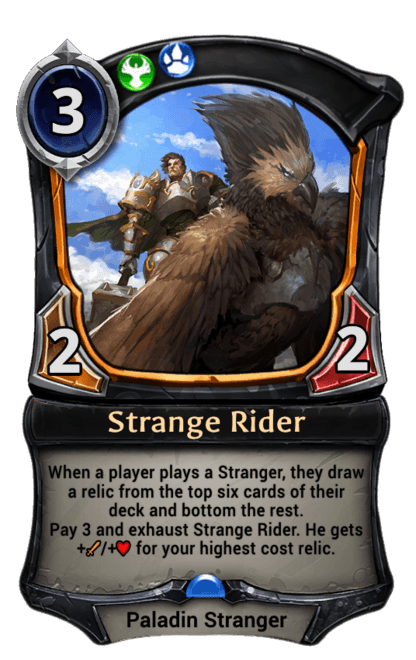 3
2
2
Strange Rider
When a player plays a Stranger, they draw
a relic from the top six cards of their
deck and bottom the rest.
Pay 3 and exhaust Strange Rider. He gets
+/+ for your highest cost relic.
Paladin Stranger